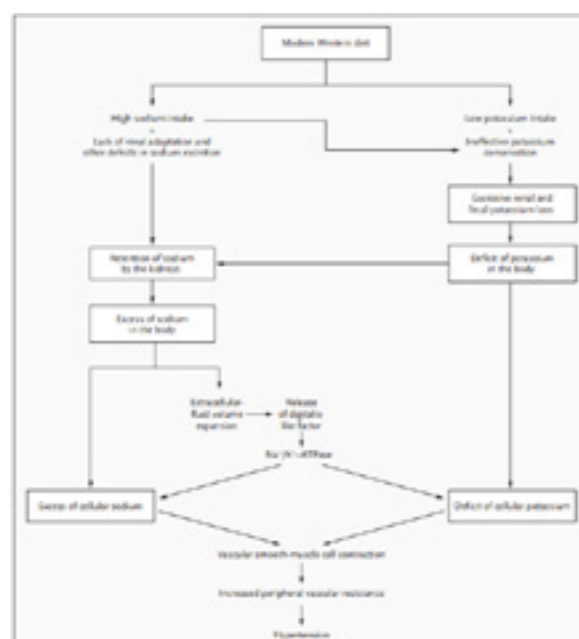 Modern Western diet
High sodium intake
+
Lack of renal adaptation and
other defects in sodium excretion
Low potassium intake
+
Ineffective potassium
conservation
Excessive renal and
fecal potassium loss
Retention of sodium
by the kidneys
Deficit of potassium
in the body
Excess of sodium
in the body
Extracellular-
fluid volume
expansion
Release
of digitalis-
like factor
Excess of cellular sodium
Deficit of cellular potassium
Vascular smooth-muscle cell contraction
Increased peripheral vascular resistance
Hypertension